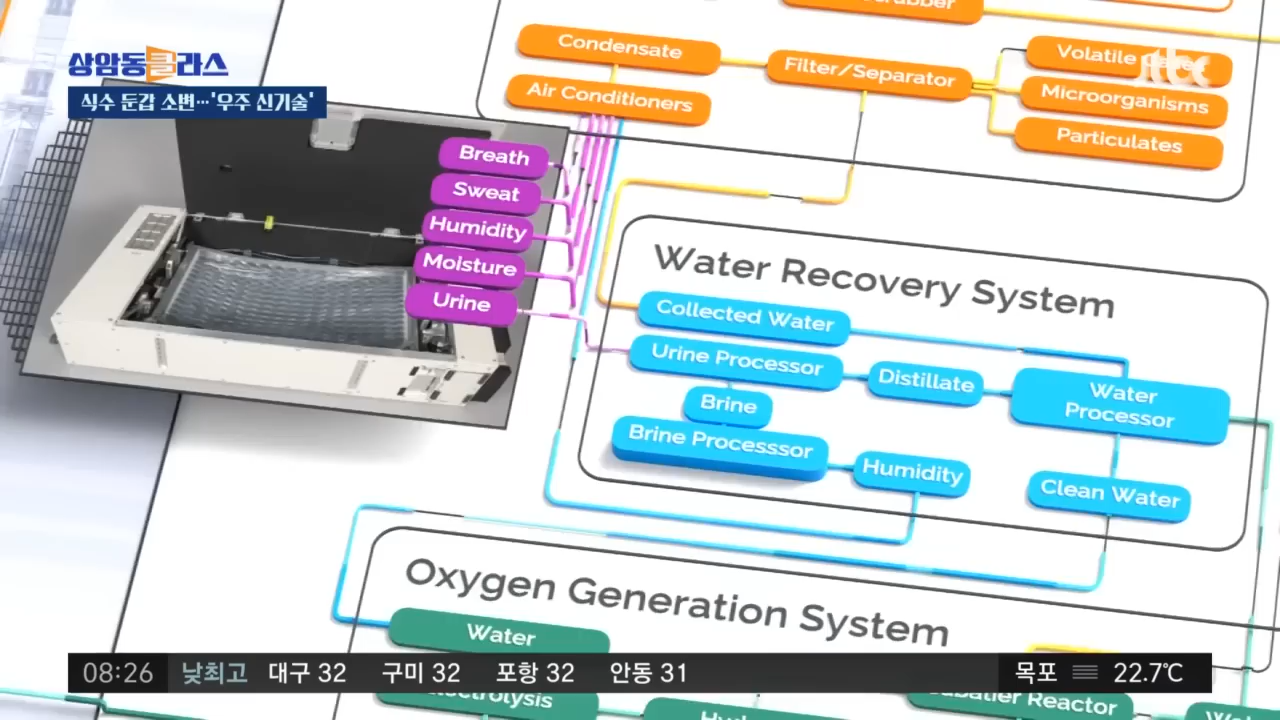 상암동클라스
식수 둔갑 소변…'우주 신기술'
jtbc
Condensate
Air Conditioners
Filter/Separator
Volatile
Microorganisms
Particulates
Breath
Sweat
Humidity
Moisture
Urine
Water Recovery System
Collected Water
Urine Processor
Distillate
Water
Processor
Brine
Brine Processsor
Humidity
Clean Water
Oxygen Generation System
Water
08:26 낮최고 대구 32 구미 32 포항 32 안동 31 목포 22.7℃
Reactor